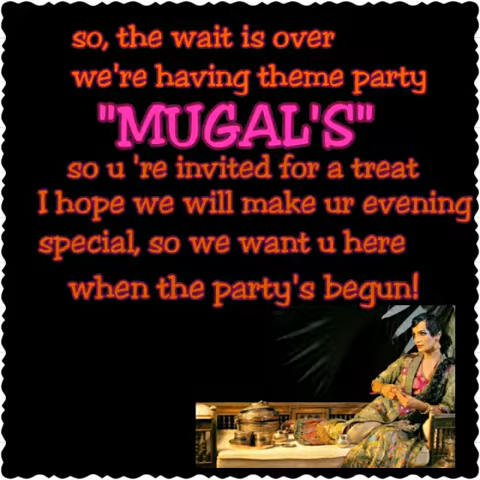 so, the wait is over
we're having theme party
"MUGAL'S"
so u 're invited for a treat
I hope we will make ur evening
special, so we want u here
when the party's begun!